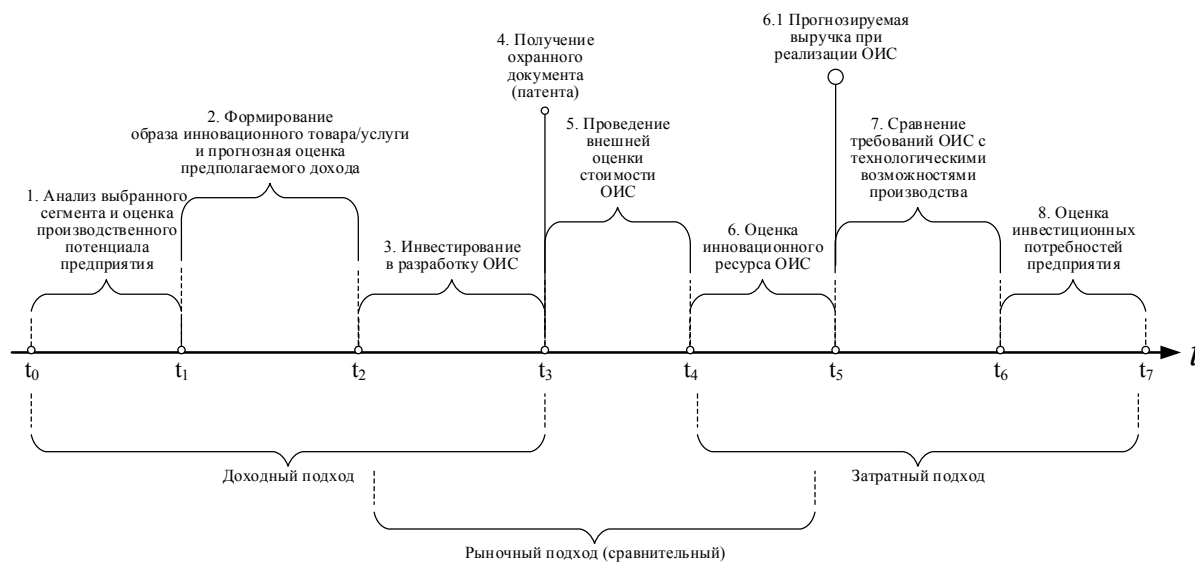 1. Анализ выбранного
сегмента и оценка
производственного
потенциала
предприятия
2. Формирование
образа инновационного товара/услуги
и прогнозная оценка
предполагаемого дохода
3. Инвестирование
в разработку ОИС
4. Получение
охранного
документа
(патента)
5. Проведение
внешней
оценки
стоимости
ОИС
6. Оценка
инновационного
ресурса ОИС
6.1 Прогнозируемая
выручка при
реализации ОИС
7. Сравнение
требований ОИС с
технологическими
возможностями
производства
8. Оценка
инвестиционных
потребностей
предприятия
t₀ t₁ t₂ t₃ t₄ t₅ t₆ t₇ t
Доходный подход
Затратный подход
Рыночный подход (сравнительный)